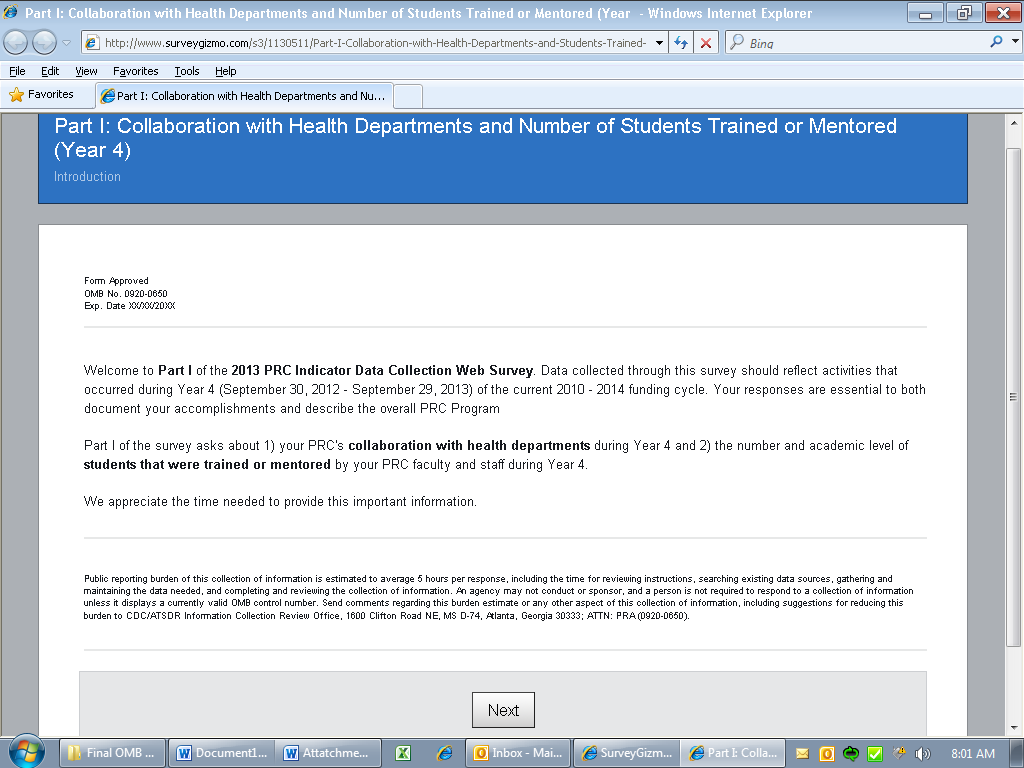 Part I: Collaboration with Health Departments and Number of Students Trained or Mentored (Year - Windows Internet Explorer
http://www.surveygizmo.com/s3/1130511/Part-I-Collaboration-with-Health-Departments-and-Students-Trained-
Bing
File Edit View Favorites Tools Help
Favorites
Part I: Collaboration with Health Departments and Nu...
Part I: Collaboration with Health Departments and Number of Students Trained or Mentored
(Year 4)
Introduction
Form Approved
OMB No. 0920-0650
Exp. Date XX/XX/20XX
Welcome to Part I of the 2013 PRC Indicator Data Collection Web Survey. Data collected through this survey should reflect activities that
occurred during Year 4 (September 30, 2012 - September 29, 2013) of the current 2010 - 2014 funding cycle. Your responses are essential to both
document your accomplishments and describe the overall PRC Program
Part I of the survey asks about 1) your PRC's collaboration with health departments during Year 4 and 2) the number and academic level of
students that were trained or mentored by your PRC faculty and staff during Year 4.
We appreciate the time needed to provide this important information.
Public reporting burden of this collection of information is estimated to average 5 hours per response, including the time for reviewing instructions, searching existing data sources, gathering and
maintaining the data needed, and completing and reviewing the collection of information. An agency may not conduct or sponsor, and a person is not required to respond to a collection of information
unless it displays a currently valid OMB control number. Send comments regarding this burden estimate or any other aspect of this collection of information, including suggestions for reducing this
burden to CDC/ATSDR Information Collection Review Office, 1600 Clifton Road NE, MS D-74, Atlanta, Georgia 30333; ATTN: PRA (0920-0650).
Next
Final OMB ... Document1... Attatchme... Inbox - Mai... SurveyGizm... Part I: Colla... 8:01 AM